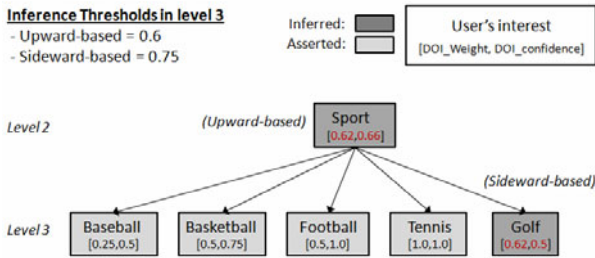 Inference Thresholds in level 3
- Upward-based = 0.6
- Sideward-based = 0.75
Inferred:
Asserted:
User's interest
[DOI_Weight, DOI_confidence]
Level 2
(Upward-based)
Sport
[0.62,0.66]
(Sideward-based)
Level 3
Baseball
[0.25,0.5]
Basketball
[0.5,0.75]
Football
[0.5,1.0]
Tennis
[1.0,1.0]
Golf
[0.62,0.5]